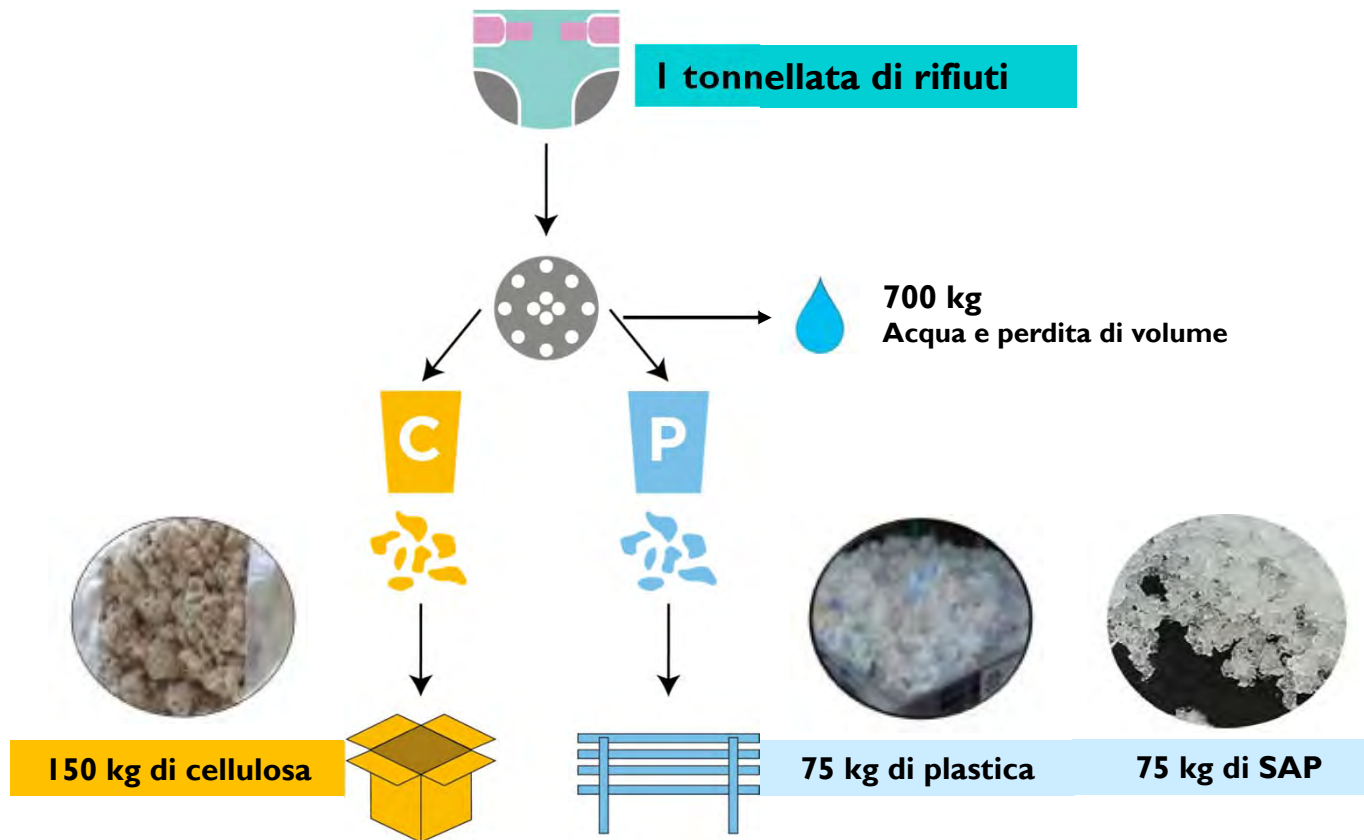 1 tonnellata di rifiuti
700 kg
Acqua e perdita di volume
C
P
150 kg di cellulosa
75 kg di plastica
75 kg di SAP